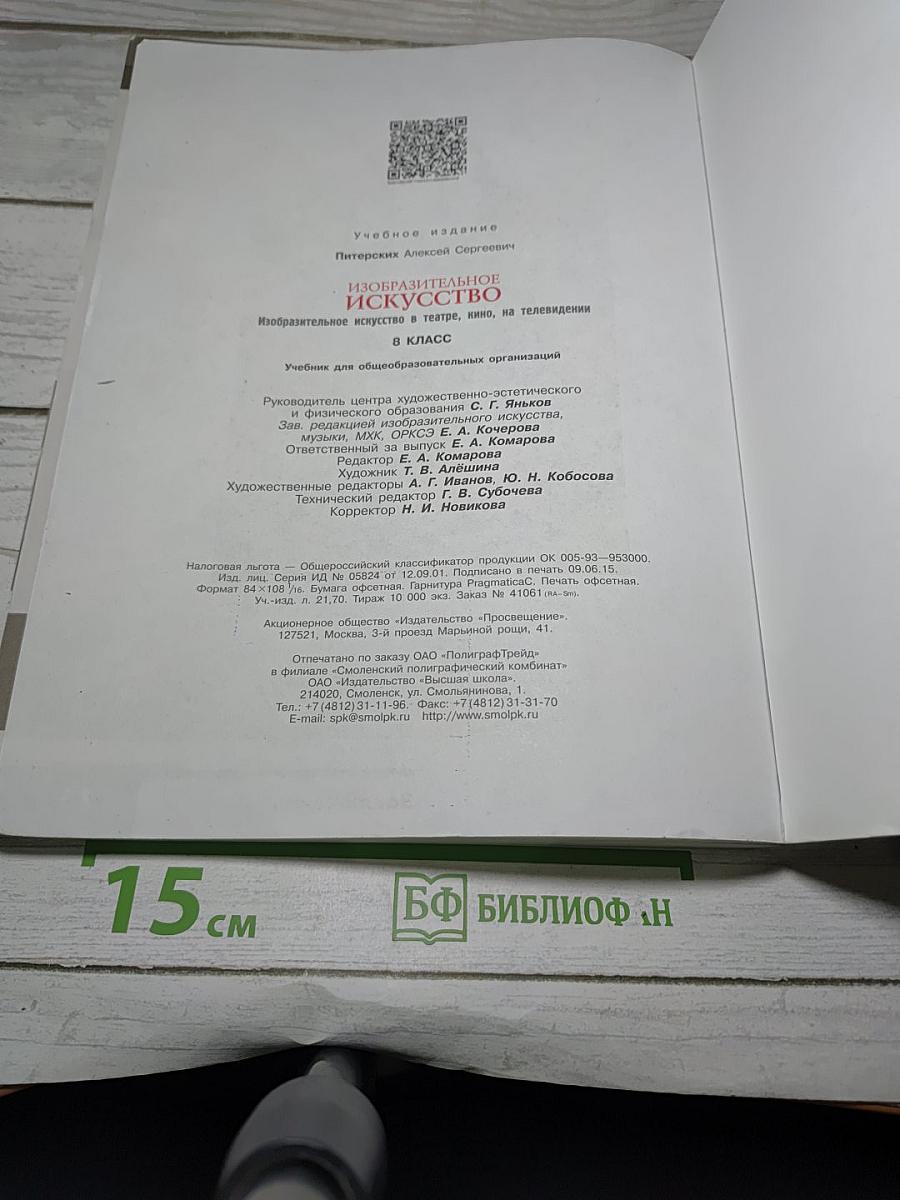 Учебное издание
Питерских Алексей Сергеевич
ИЗОБРАЗИТЕЛЬНОЕ
ИСКУССТВО
Изобразительное искусство в театре, кино, на телевидении
8 КЛАСС
Учебник для общеобразовательных организаций
Руководитель центра художественно-эстетического
и физического образования С. Г. Яньков
Зав. редакцией изобразительного искусства,
музыки, МХК, ОРКСЭ Е. А. Кочерова
Ответственный за выпуск Е. А. Комарова
Редактор Е. А. Комарова
Художник Т. В. Алёшина
Художественные редакторы А. Г. Иванов, Ю. Н. Кобосова
Технический редактор Г. В. Субочева
Корректор Н. И. Новикова
Налоговая льгота — Общероссийский классификатор продукции ОК 005-93—953000.
Изд. лиц. Серия ИД № 05824 от 12.09.01. Подписано в печать 09.06.15.
Формат 84×108 1/16. Бумага офсетная. Гарнитура PragmaticaC. Печать офсетная.
Уч.-изд. л. 21,70. Тираж 10 000 экз. Заказ № 41061 (RA-Sm).
Акционерное общество «Издательство «Просвещение».
127521, Москва, 3-й проезд Марьиной рощи, 41.
Отпечатано по заказу ОАО «ПолиграфТрейд»
в филиале «Смоленский полиграфический комбинат»
ОАО «Издательство «Высшая школа».
214020, Смоленск, ул. Смольянинова, 1.
Тел.: +7 (4812) 31-11-96. Факс: +7 (4812) 31-31-70
E-mail: spk@smolpk.ru http://www.smolpk.ru
15 см
БФ БИБЛИОФАН